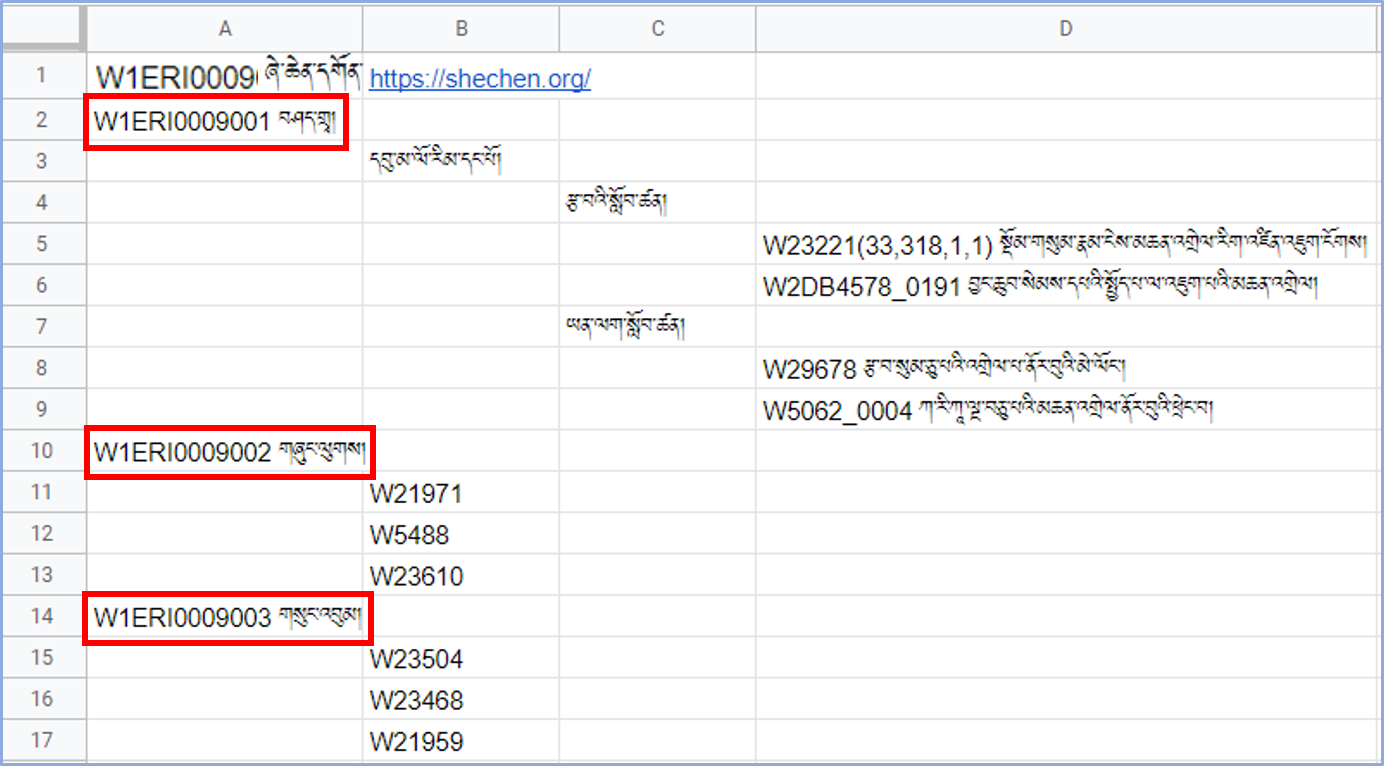 A B C D
1 W1ERI0009 ཞེ་ཆེན་དགོན་ https://shechen.org/
2 W1ERI0009001 བཤད་གྲྭ།
3 དབུ་མ་ལོ་རིམ་དང་པོ།
4 རྩ་བའི་སློབ་ཚན།
5 W23221(33,318,1,1) སྡོམ་གསུམ་རྣམ་ངེས་མཆན་འགྲེལ་རིག་འཛིན་འཇུག་ངོགས།
6 W2DB4578_0191 བྱང་ཆུབ་སེམས་དཔའི་སྤྱོད་པ་ལ་འཇུག་པའི་མཆན་འགྲེལ།
7 ཡན་ལག་སློབ་ཚན།
8 W29678 རྩ་བ་སུམ་ཅུ་པའི་འགྲེལ་པ་ནོར་བུའི་མེ་ལོང་།
9 W5062_0004 ཀ་རི་ཀཱ་ལྔ་བཅུ་པའི་མཆན་འགྲེལ་ནོར་བུའི་ཕྲེང་བ།
10 W1ERI0009002 གཞུང་ལུགས།
11 W21971
12 W5488
13 W23610
14 W1ERI0009003 གསུང་འབུམ།
15 W23504
16 W23468
17 W21959